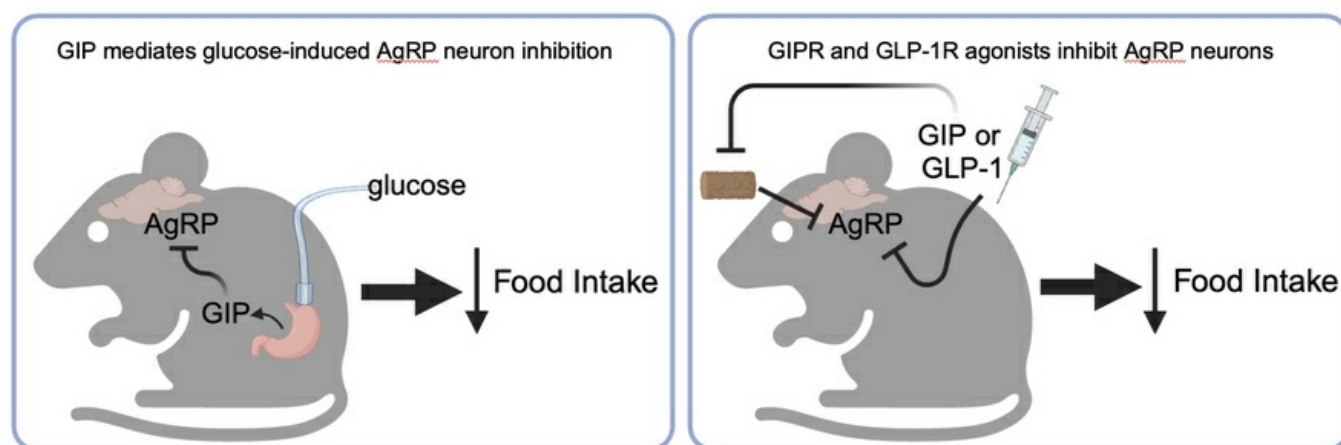 GIP mediates glucose-induced AgRP neuron inhibition
glucose
AgRP
GIP
Food Intake
GIPR and GLP-1R agonists inhibit AgRP neurons
GIP or
GLP-1
AgRP
Food Intake